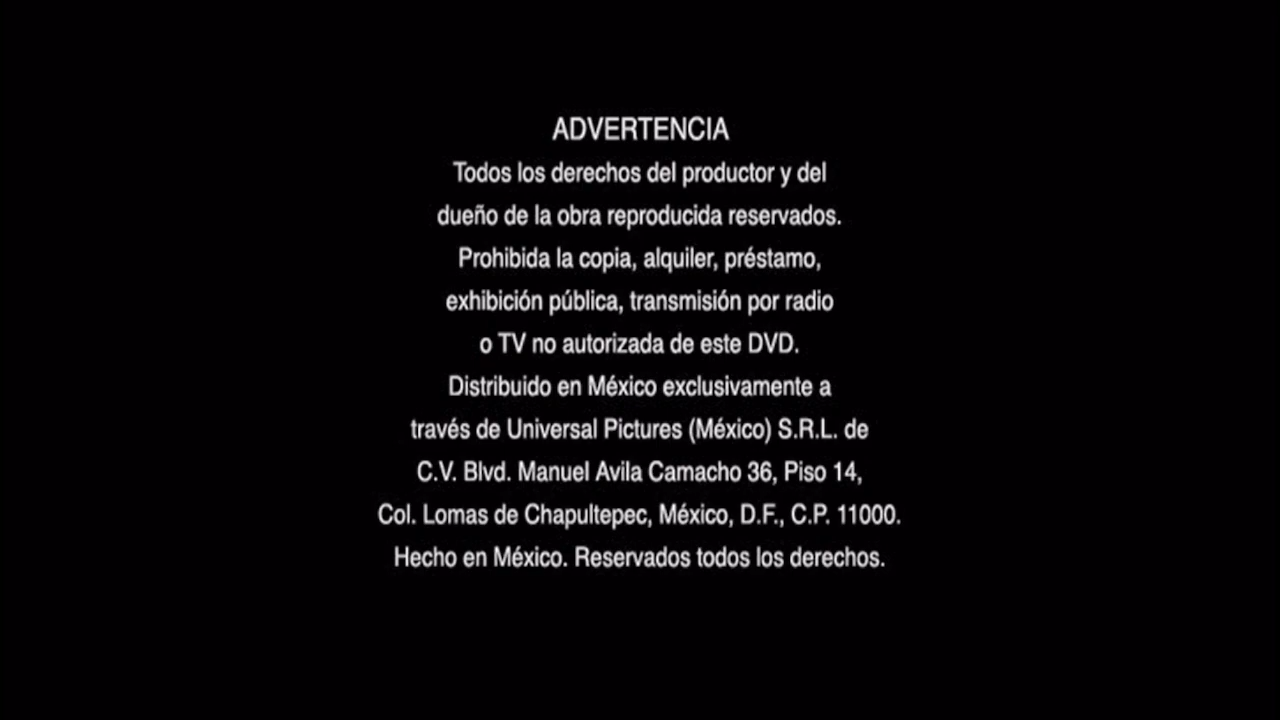 ADVERTENCIA
Todos los derechos del productor y del
dueño de la obra reproducida reservados.
Prohibida la copia, alquiler, préstamo,
exhibición pública, transmisión por radio
o TV no autorizada de este DVD.
Distribuido en México exclusivamente a
través de Universal Pictures (México) S.R.L. de
C.V. Blvd. Manuel Avila Camacho 36, Piso 14,
Col. Lomas de Chapultepec, México, D.F., C.P. 11000.
Hecho en México. Reservados todos los derechos.